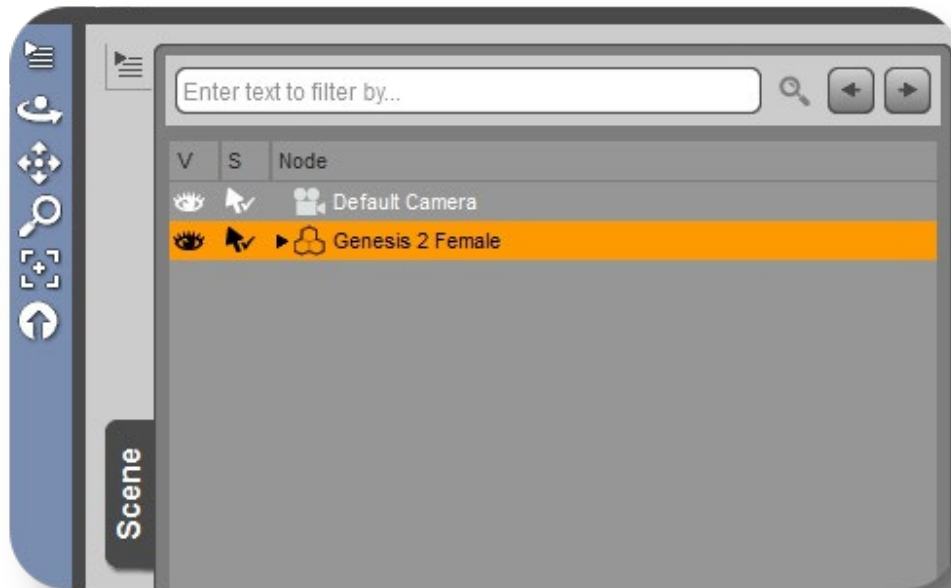 Enter text to filter by...
V S Node
Default Camera
Genesis 2 Female
Scene